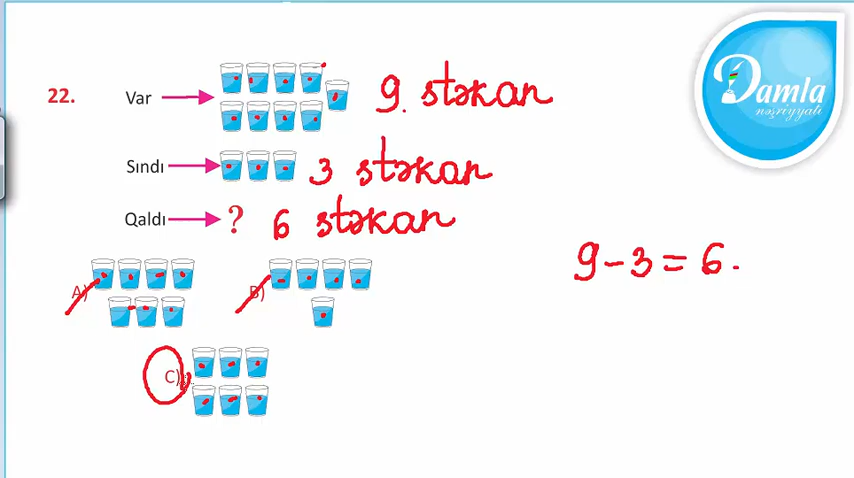 22. Var 9. stəkan
Sındı 3 stəkan
Qaldı ? 6 stəkan
9-3=6.
A) B)
C)
Damla
nəşriyyatı